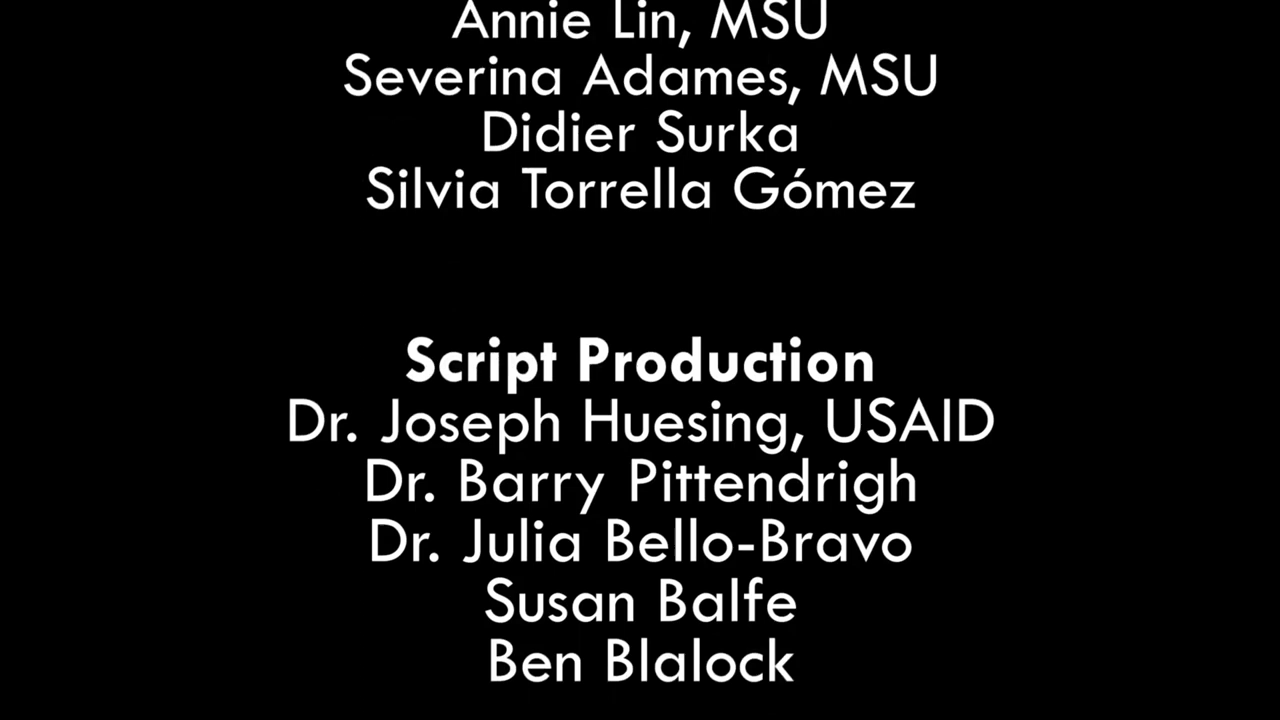 Annie Lin, MSU
Severina Adames, MSU
Didier Surka
Silvia Torrella Gómez
Script Production
Dr. Joseph Huesing, USAID
Dr. Barry Pittendrigh
Dr. Julia Bello-Bravo
Susan Balfe
Ben Blalock